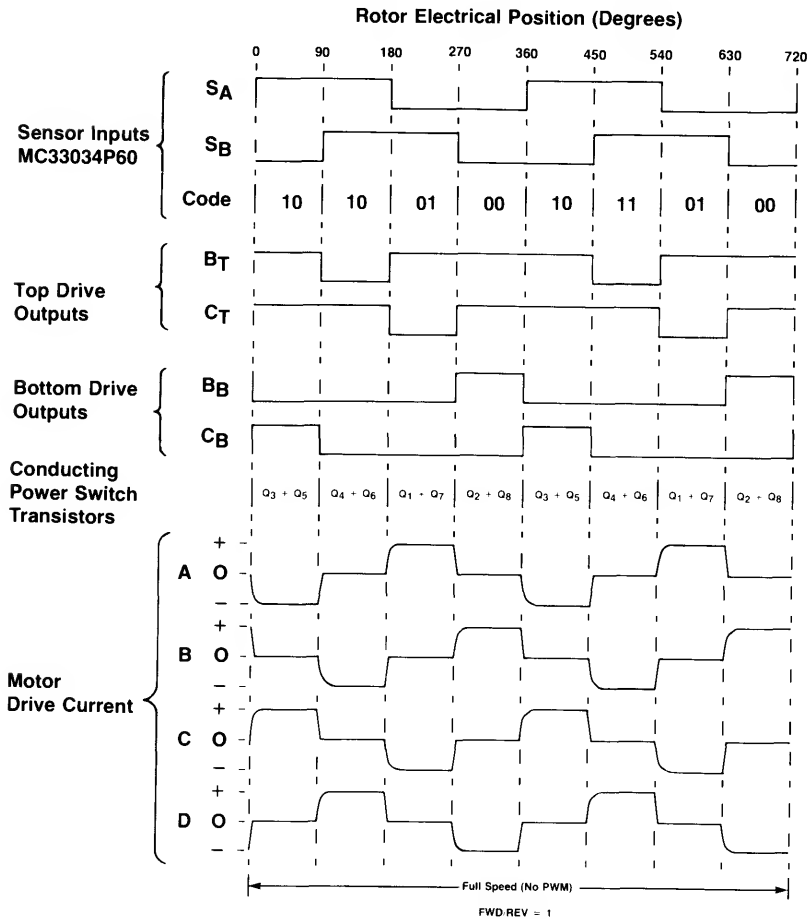 Rotor Electrical Position (Degrees)
0 90 180 270 360 450 540 630 720
SA
Sensor Inputs
MC33034P60
SB
Code 10 10 01 00 10 11 01 00
BT
Top Drive
Outputs
CT
Bottom Drive
Outputs
BB
CB
Conducting
Power Switch
Transistors
Q3 + Q5 Q4 + Q6 Q1 + Q7 Q2 + Q8 Q3 + Q5 Q4 + Q6 Q1 + Q7 Q2 + Q8
+
A O
–
+
B O
–
Motor
Drive Current
+
C O
–
+
D O
–
Full Speed (No PWM)
FWD/REV = 1